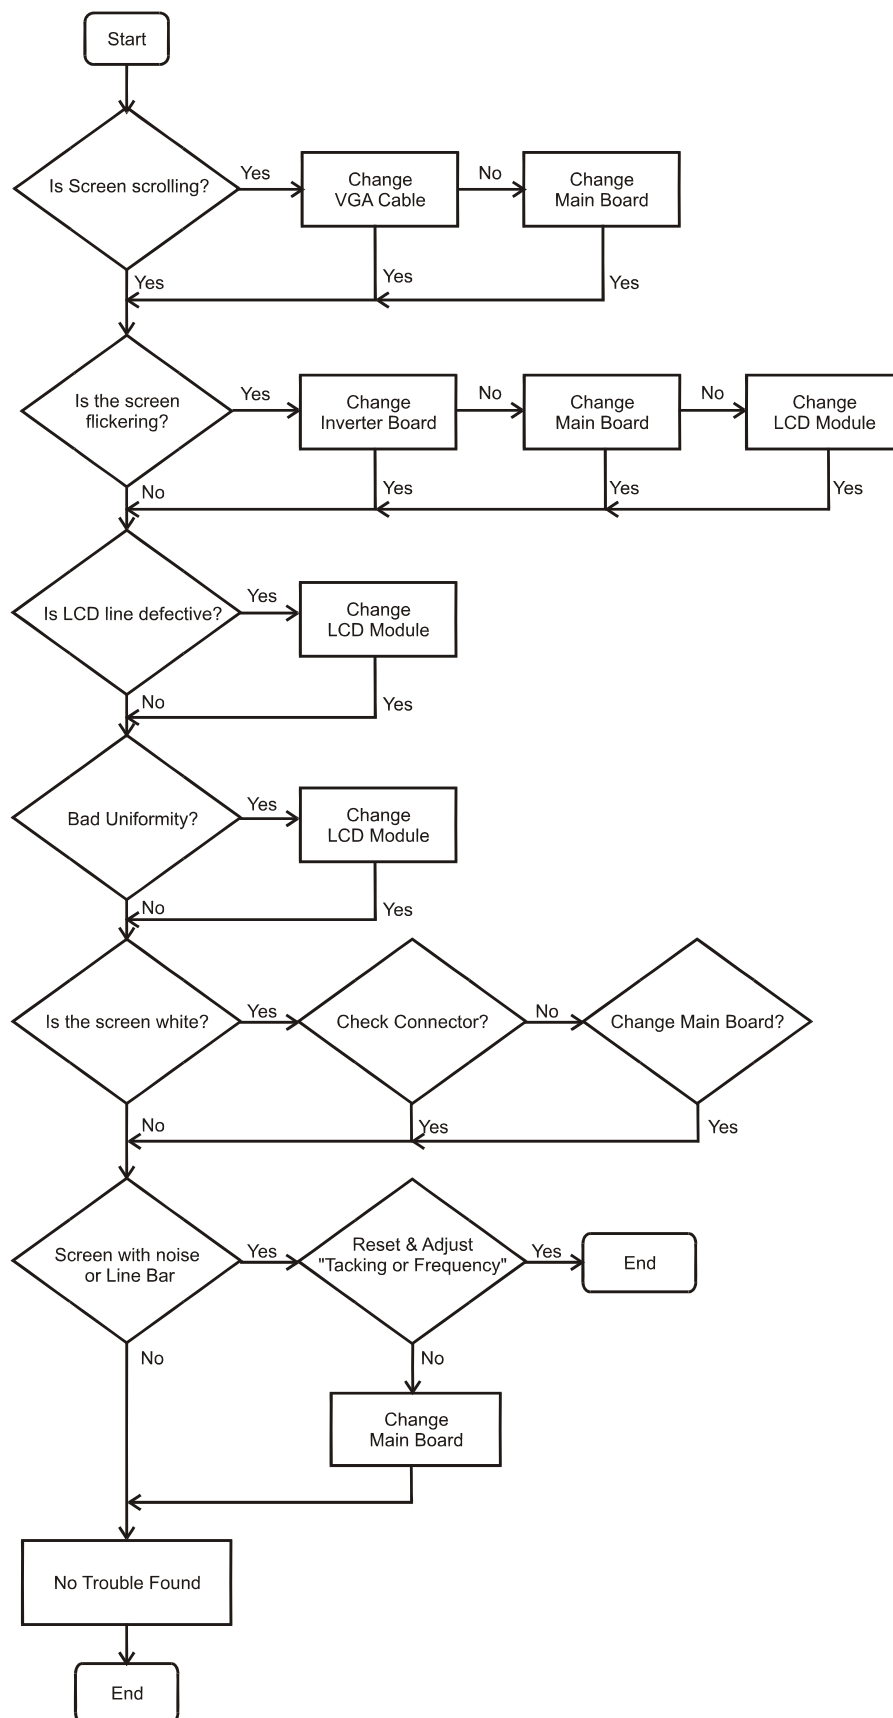 Start
Is Screen scrolling?
Yes
Change
VGA Cable
No
Change
Main Board
Yes
Yes
Yes
Is the screen
flickering?
Yes
Change
Inverter Board
No
Change
Main Board
No
Change
LCD Module
No
Yes
Yes
Yes
Is LCD line defective?
Yes
Change
LCD Module
No
Yes
Bad Uniformity?
Yes
Change
LCD Module
No
Yes
Is the screen white?
Yes
Check Connector?
No
Change Main Board?
No
Yes
Yes
Screen with noise
or Line Bar
Yes
Reset & Adjust
"Tacking or Frequency"
Yes
End
No
No
Change
Main Board
No Trouble Found
End